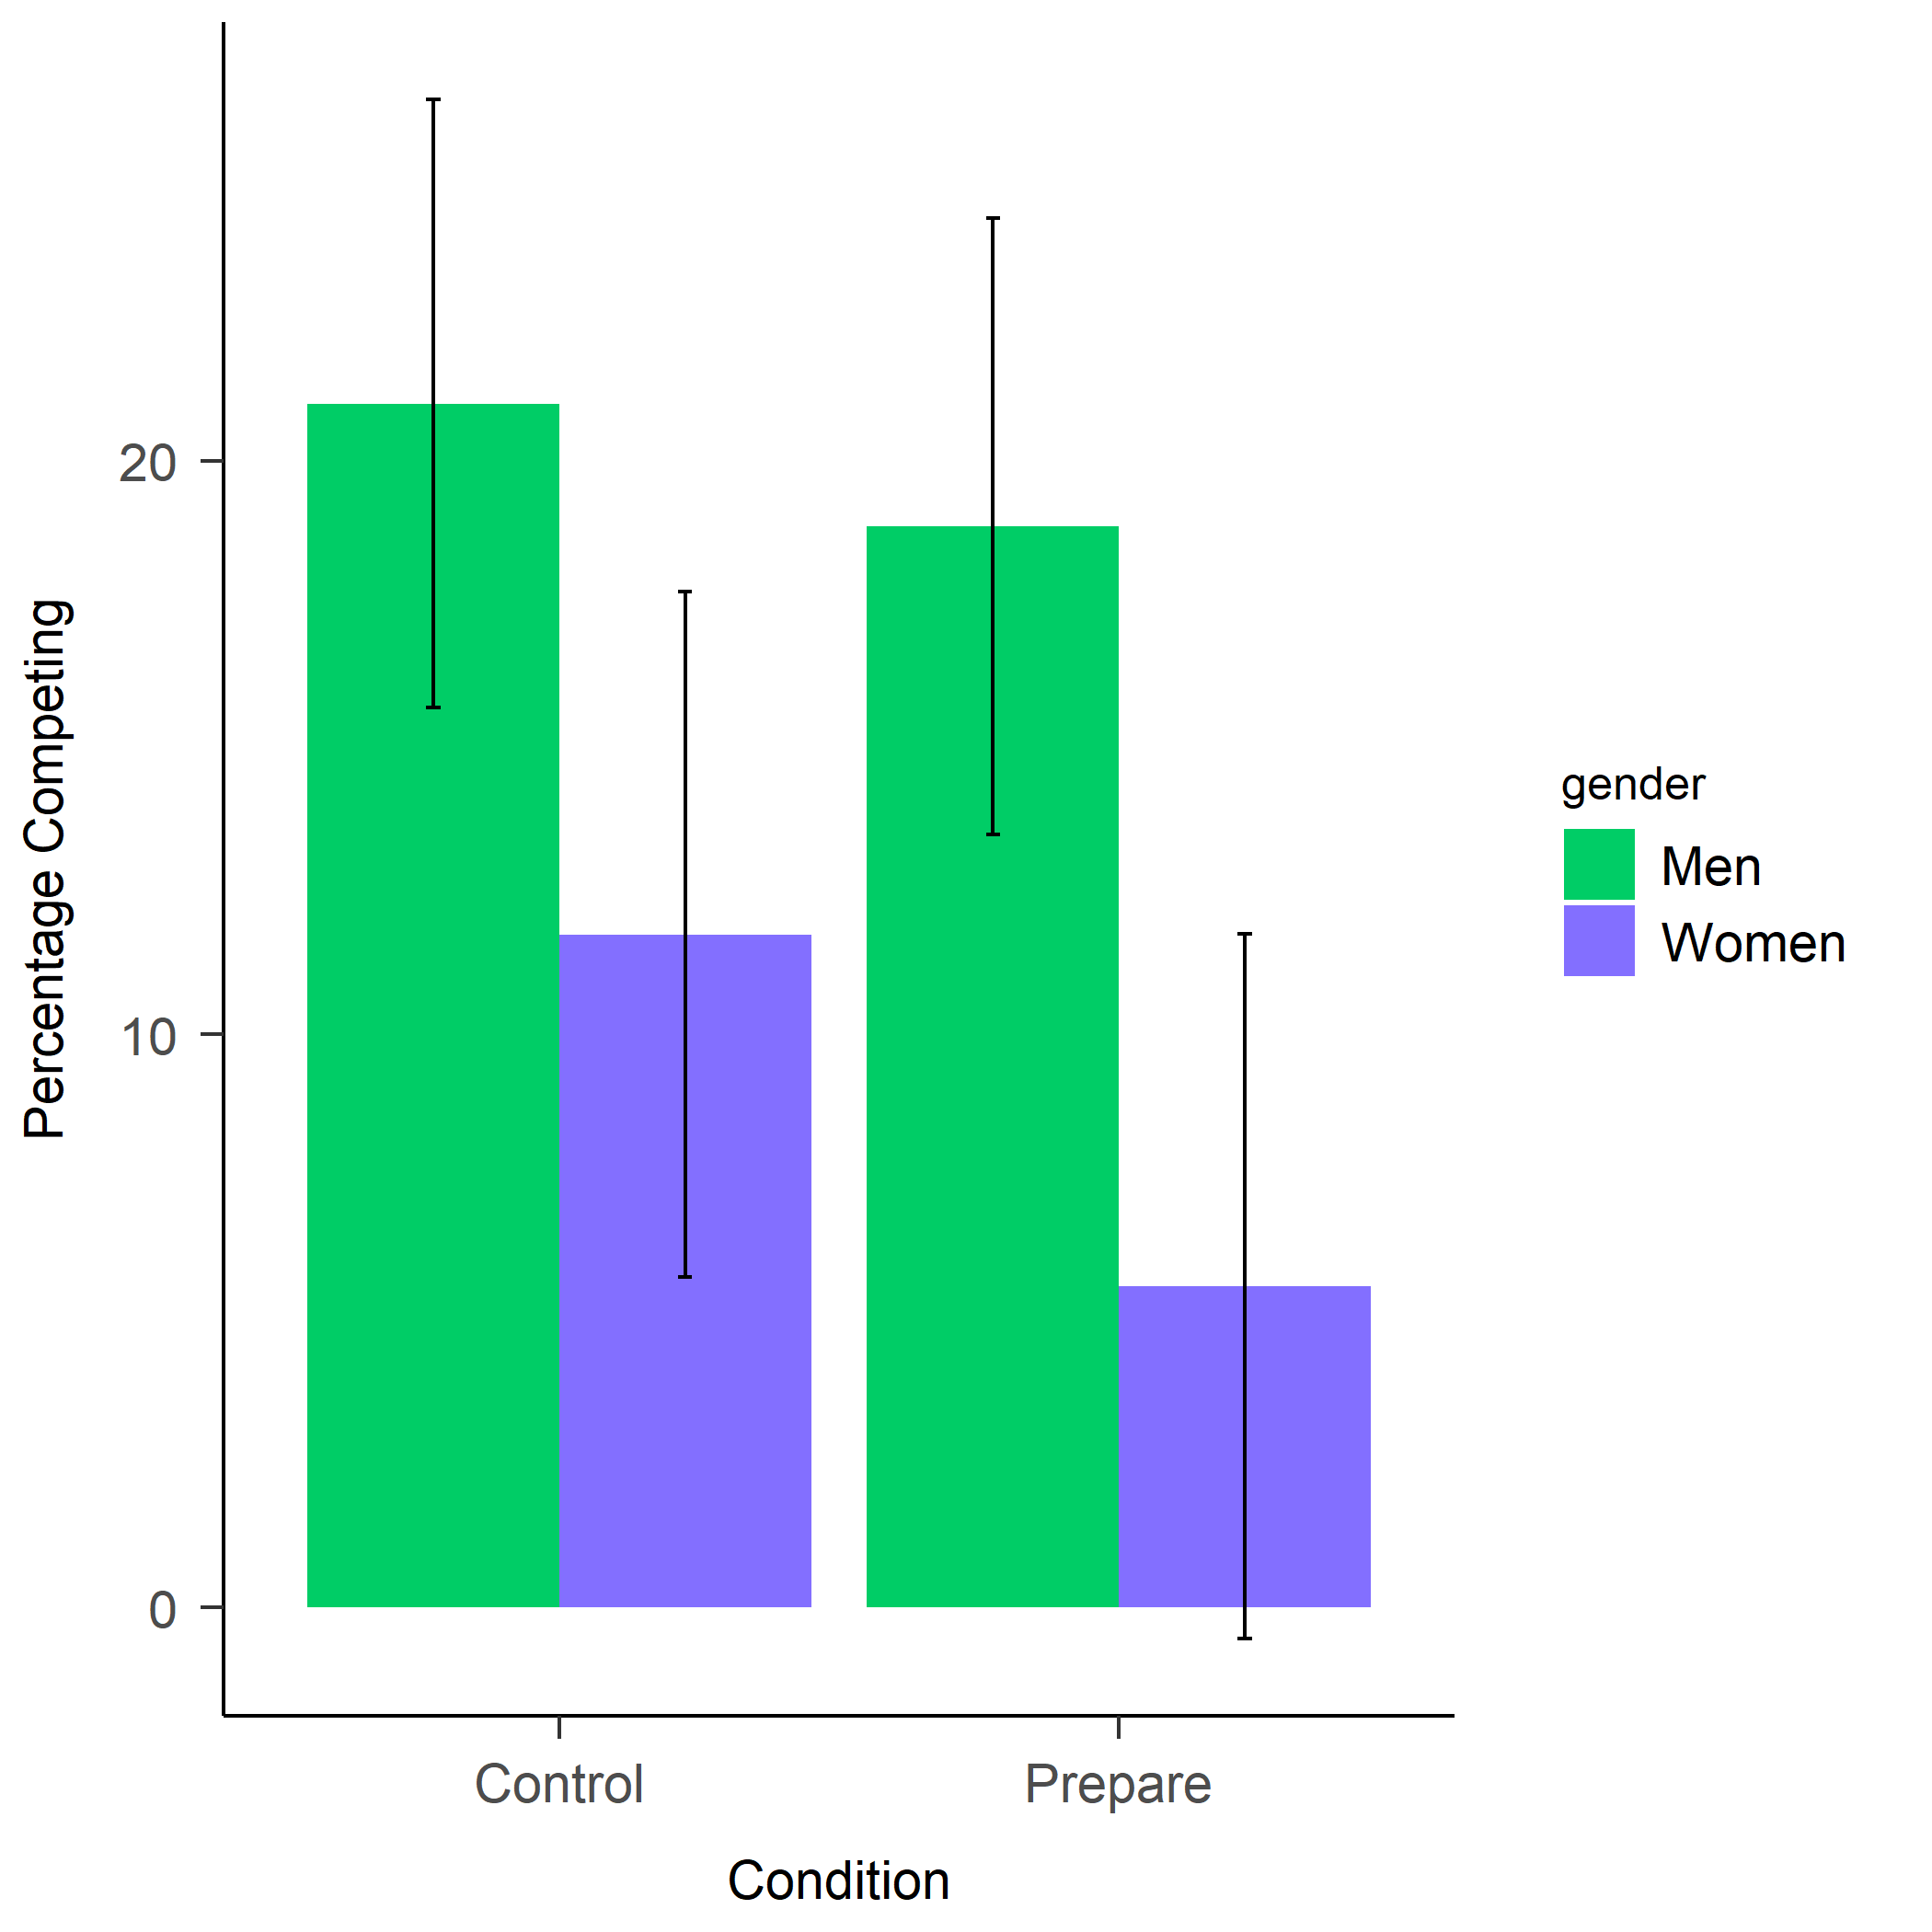 Percentage Competing
20
10
0
Control
Prepare
Condition
gender
Men
Women